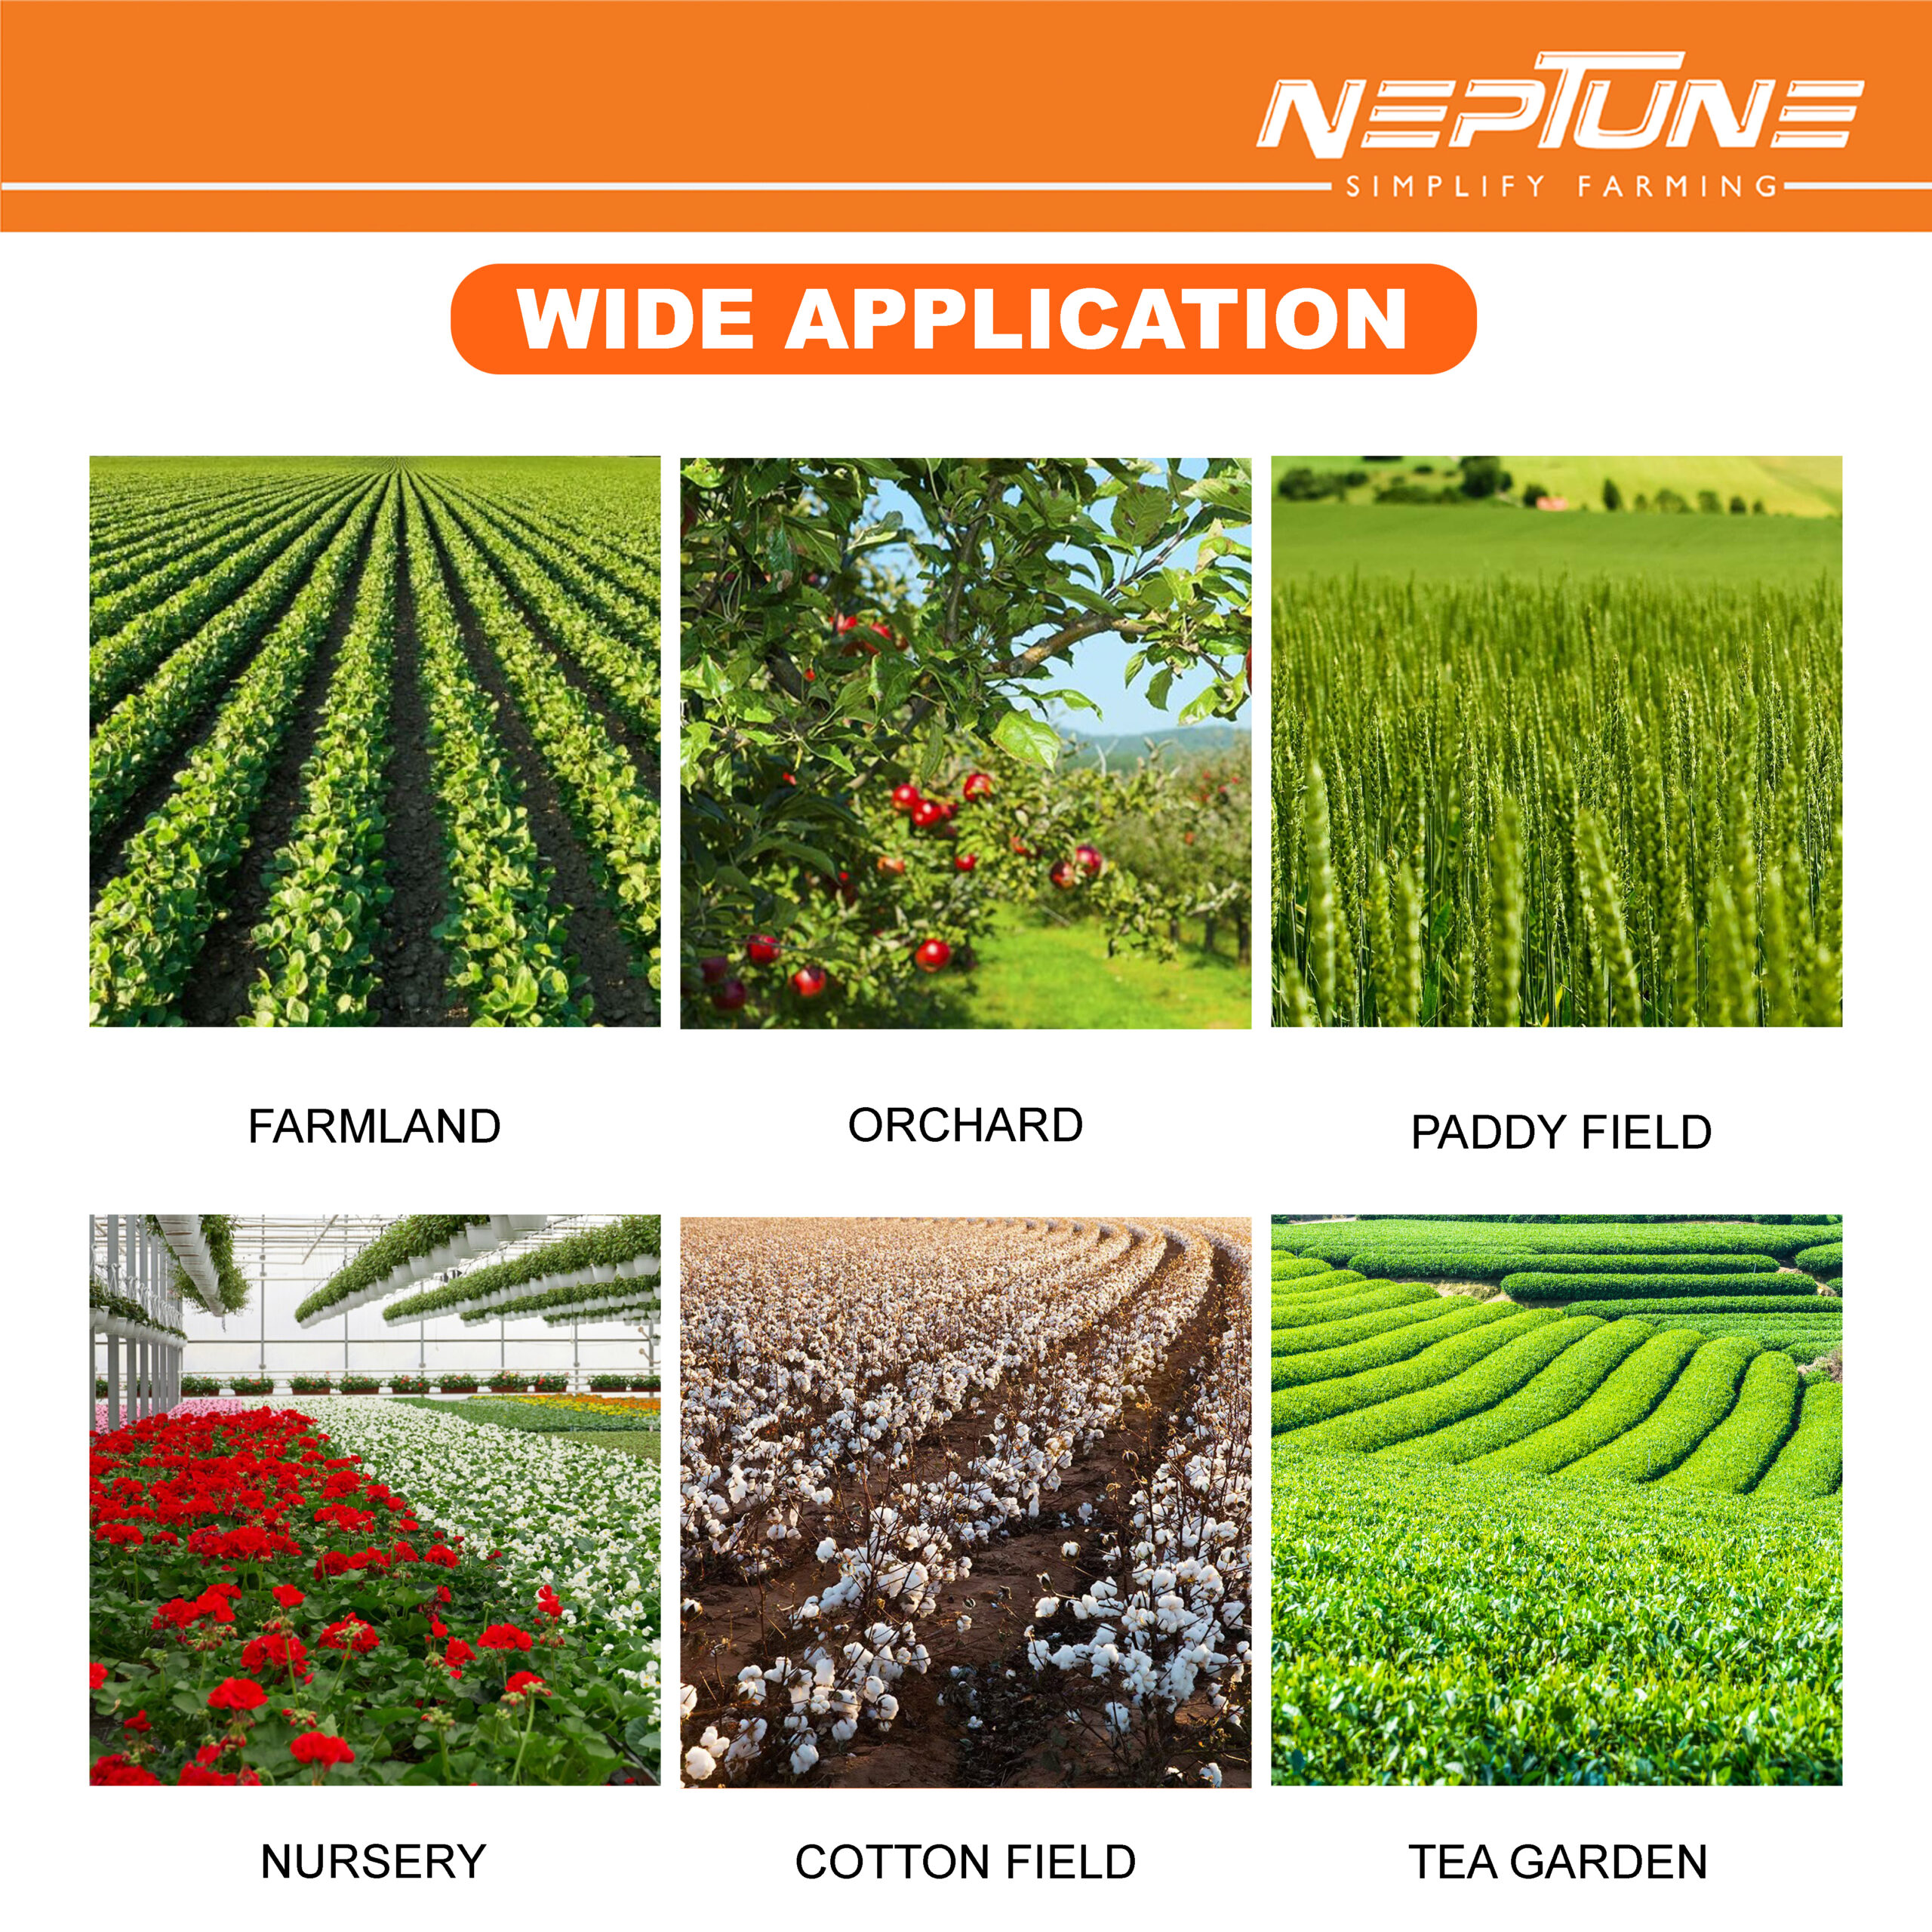 NEPTUNE
SIMPLIFY FARMING
WIDE APPLICATION
FARMLAND
ORCHARD
PADDY FIELD
NURSERY
COTTON FIELD
TEA GARDEN